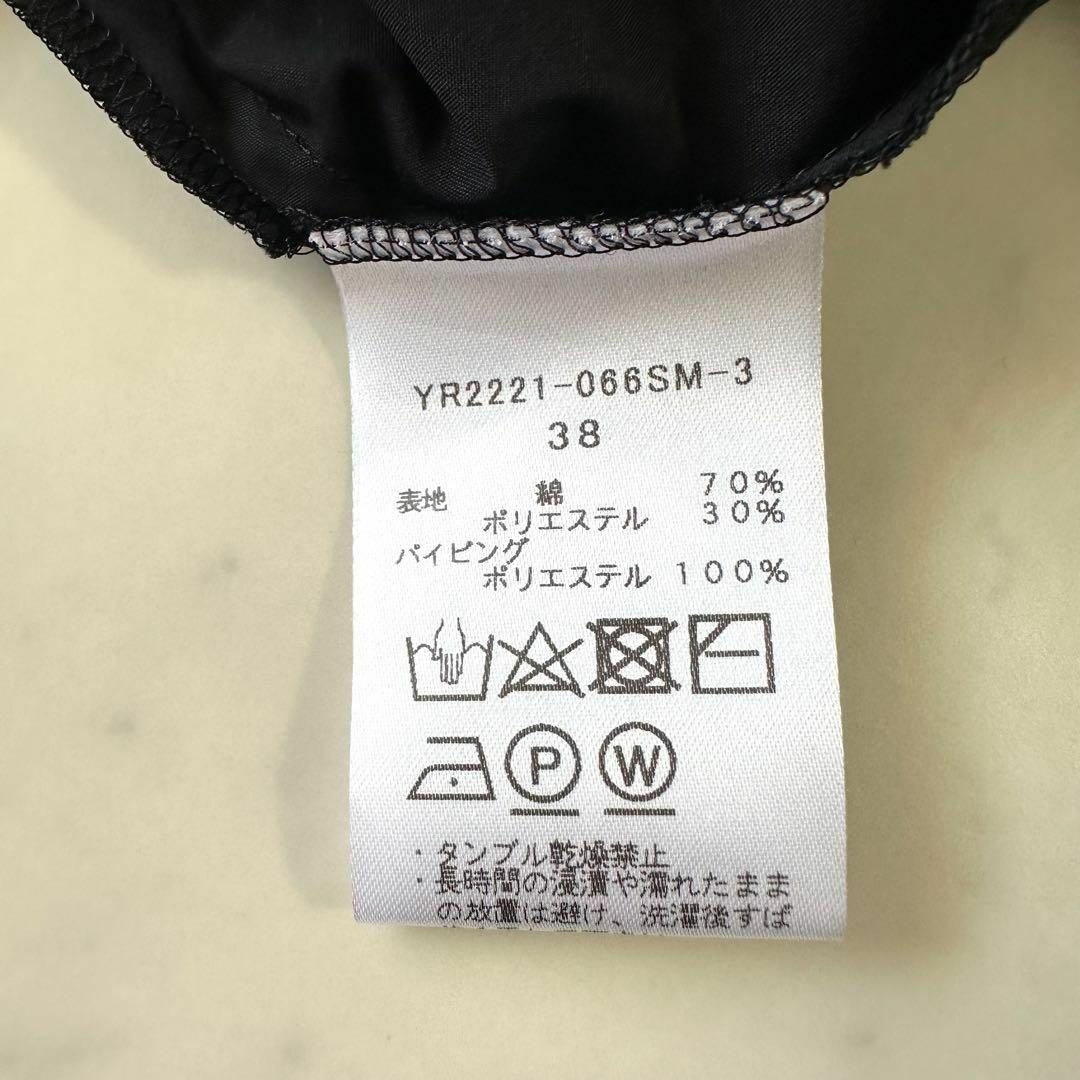 YR2221-066SM-3
38
表地 綿 70%
ポリエステル 30%
パイピング
ポリエステル 100%
P W
・タンブル乾燥禁止
・長時間の浸漬や濡れたまま
の放置は避け、洗濯後すば